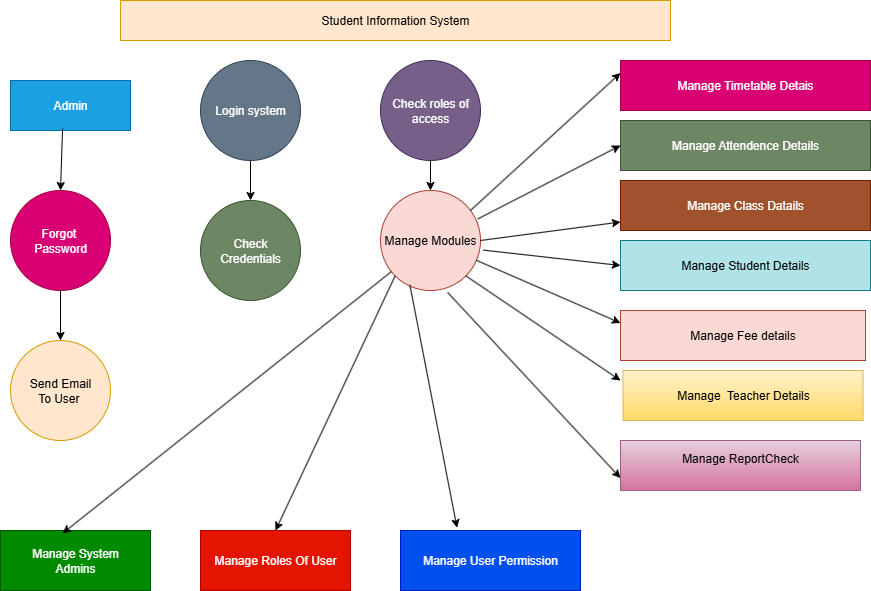 Student Information System
Admin
Login system
Check roles of
access
Manage Timetable Detais
Manage Attendence Details
Manage Class Datails
Forgot
Password
Check
Credentials
Manage Modules
Manage Student Details
Manage Fee details
Send Email
To User
Manage  Teacher Details
Manage ReportCheck
Manage System
Admins
Manage Roles Of User
Manage User Permission